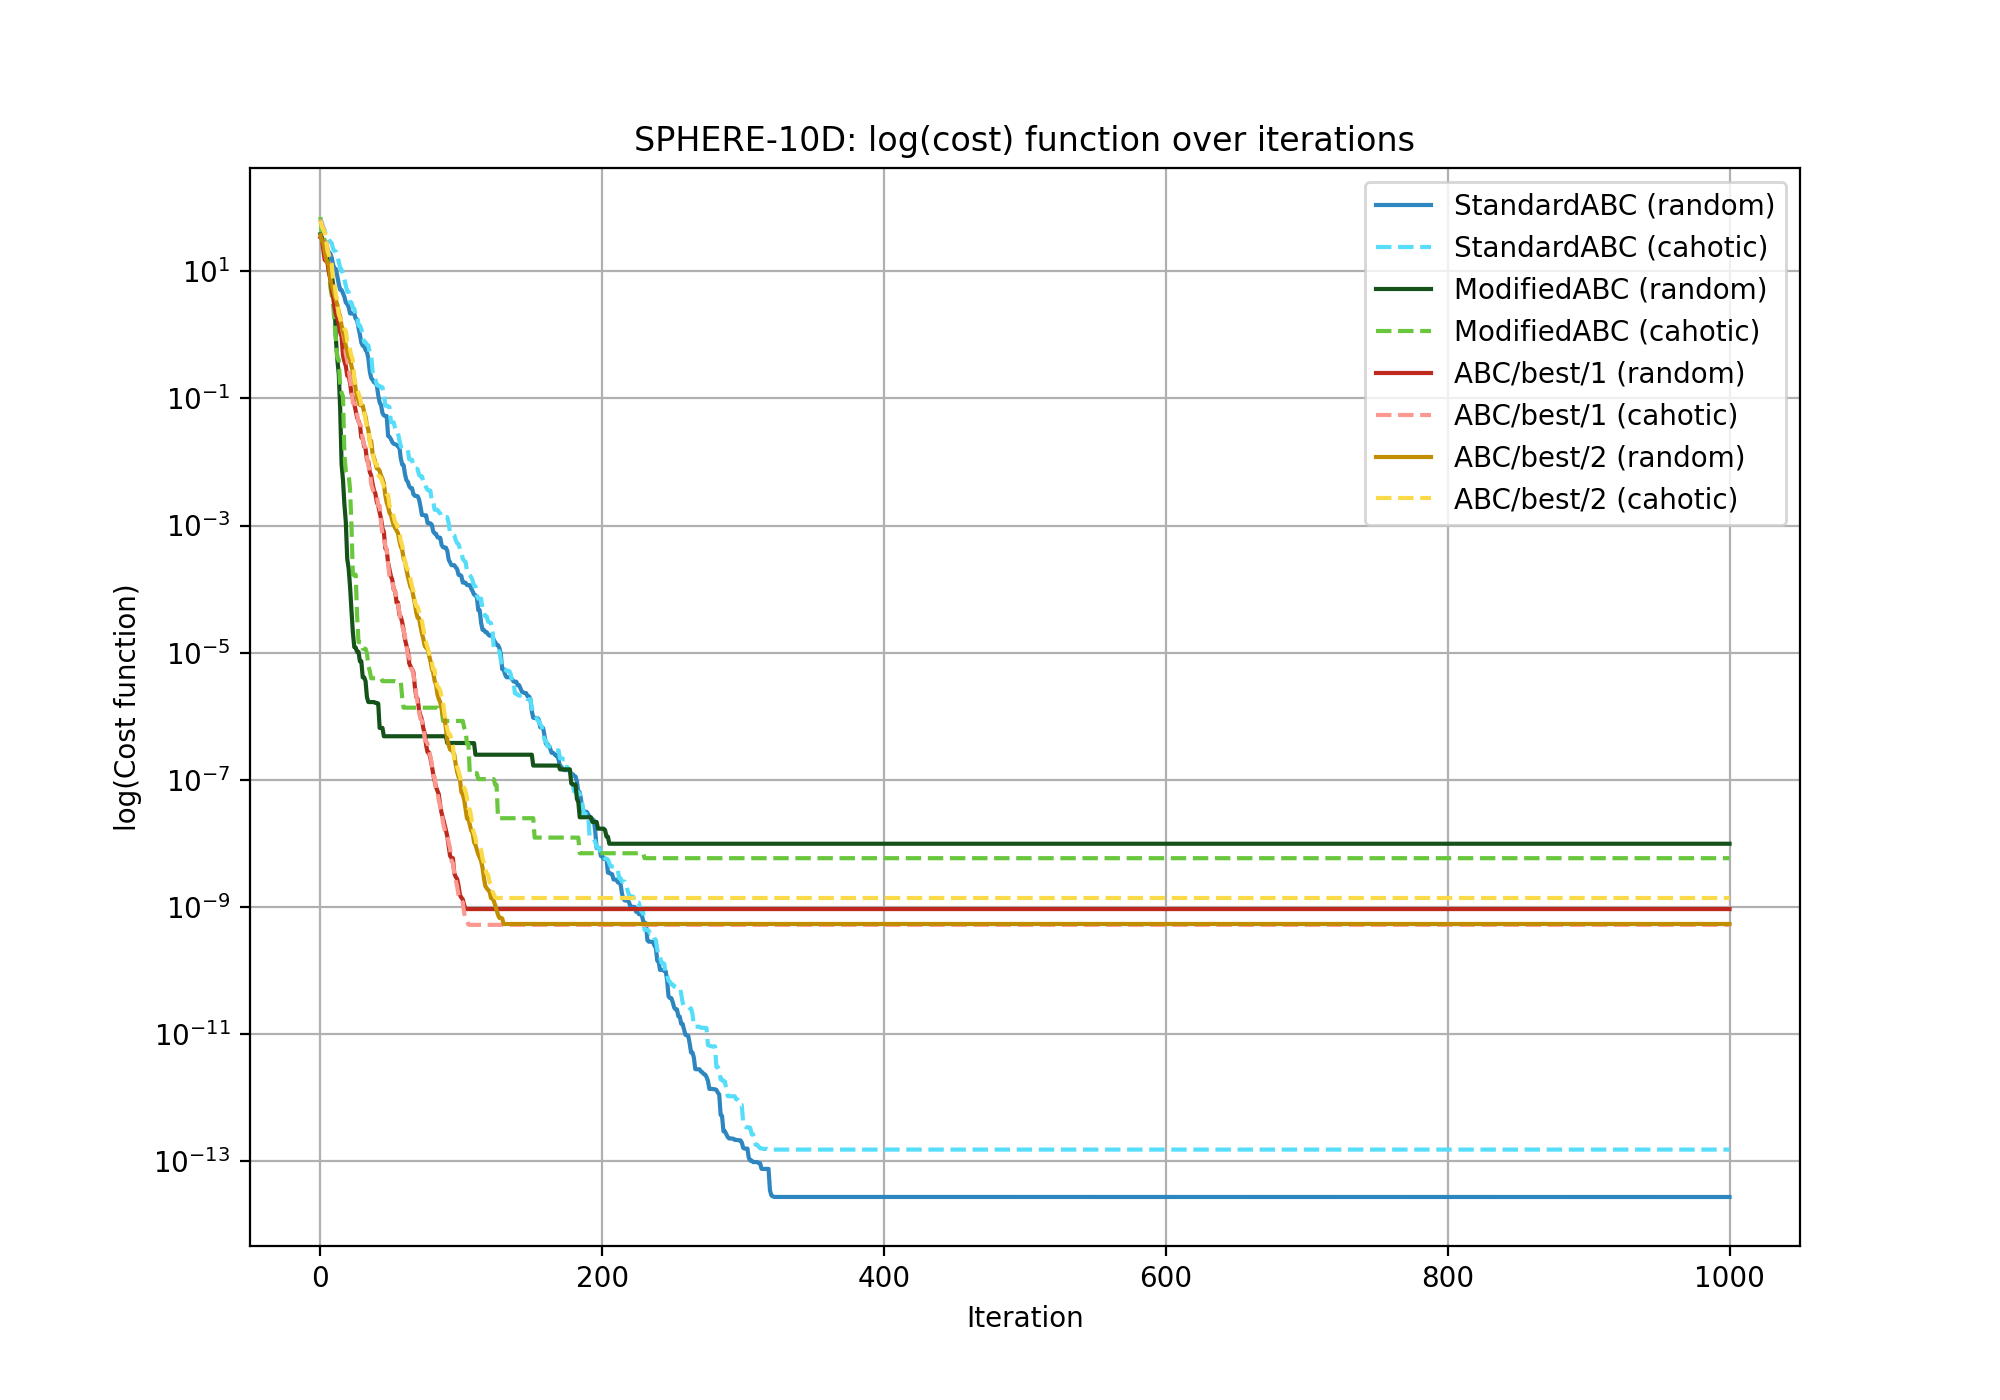 SPHERE-10D: log(cost) function over iterations
StandardABC (random)
StandardABC (cahotic)
ModifiedABC (random)
ModifiedABC (cahotic)
ABC/best/1 (random)
ABC/best/1 (cahotic)
ABC/best/2 (random)
ABC/best/2 (cahotic)
log(Cost function)
10¹
10⁻¹
10⁻³
10⁻⁵
10⁻⁷
10⁻⁹
10⁻¹¹
10⁻¹³
0 200 400 600 800 1000
Iteration